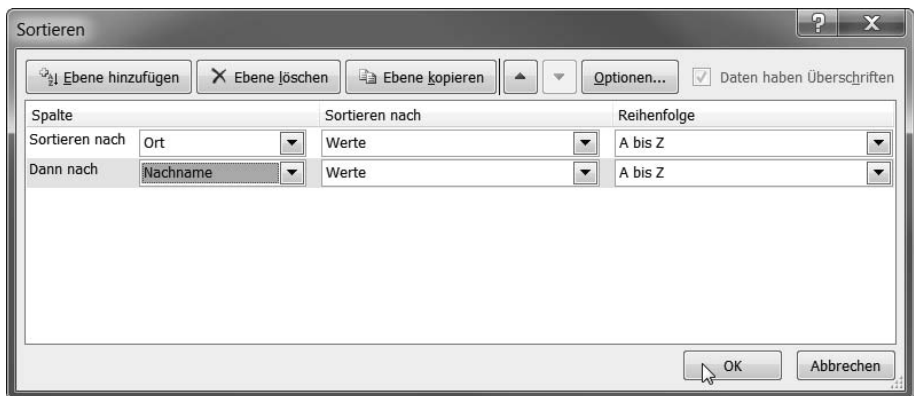 Sortieren
Ebene hinzufügen Ebene löschen Ebene kopieren Optionen... Daten haben Überschriften
Spalte Sortieren nach Reihenfolge
Sortieren nach Ort Werte A bis Z
Dann nach Nachname Werte A bis Z
OK Abbrechen